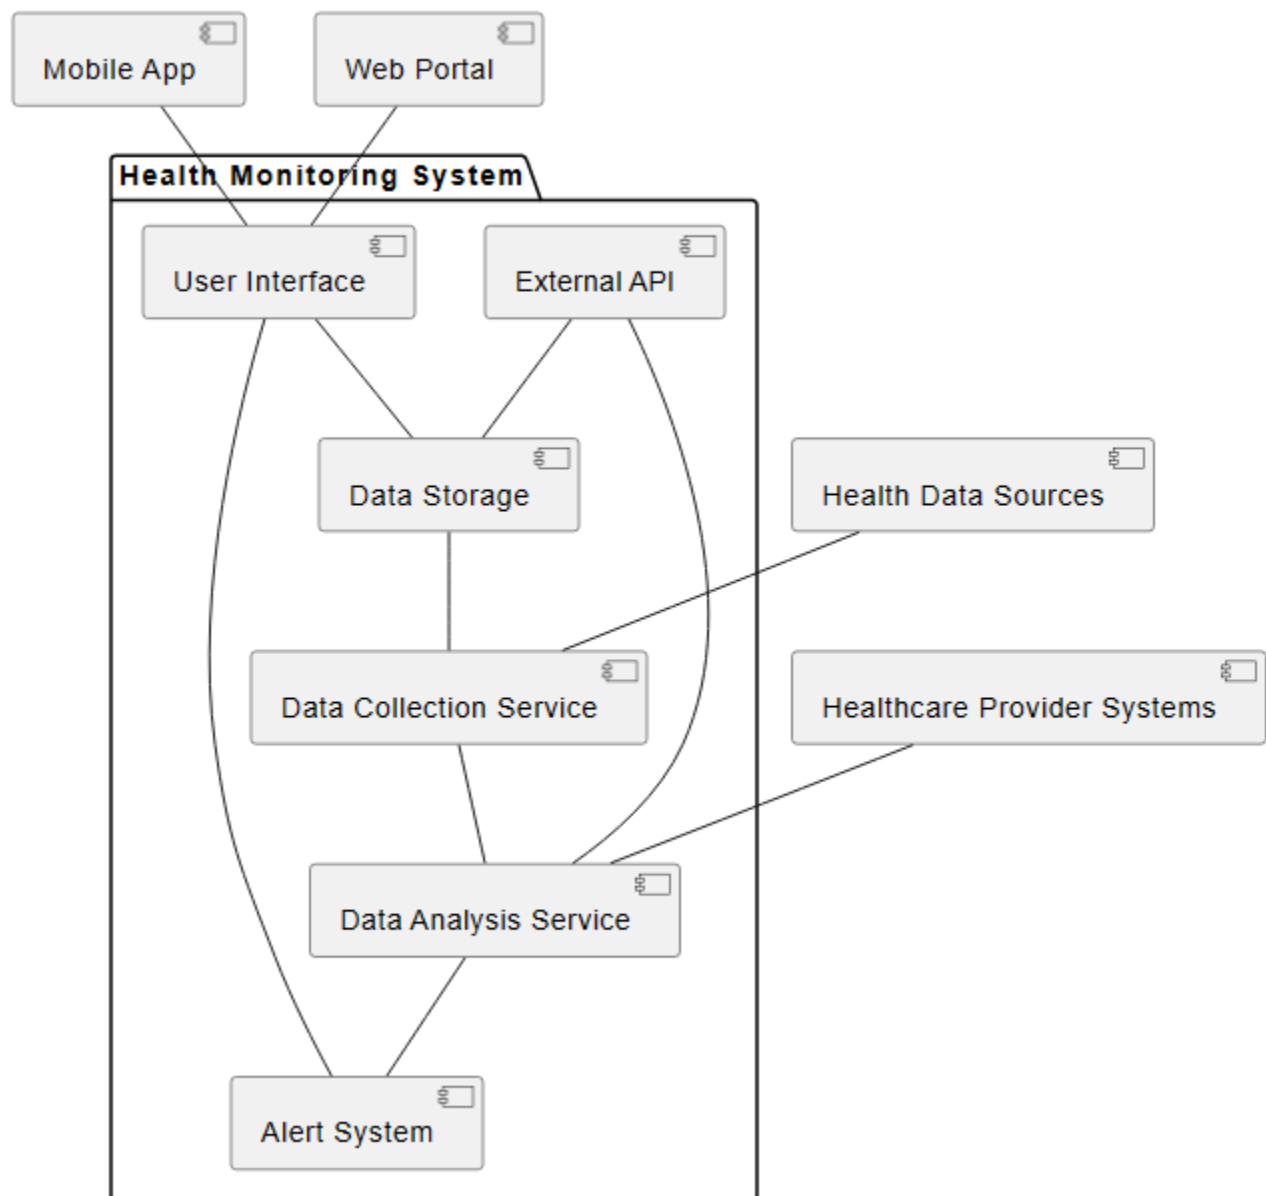 Mobile App
Web Portal
Health Monitoring System
User Interface
External API
Data Storage
Health Data Sources
Data Collection Service
Healthcare Provider Systems
Data Analysis Service
Alert System